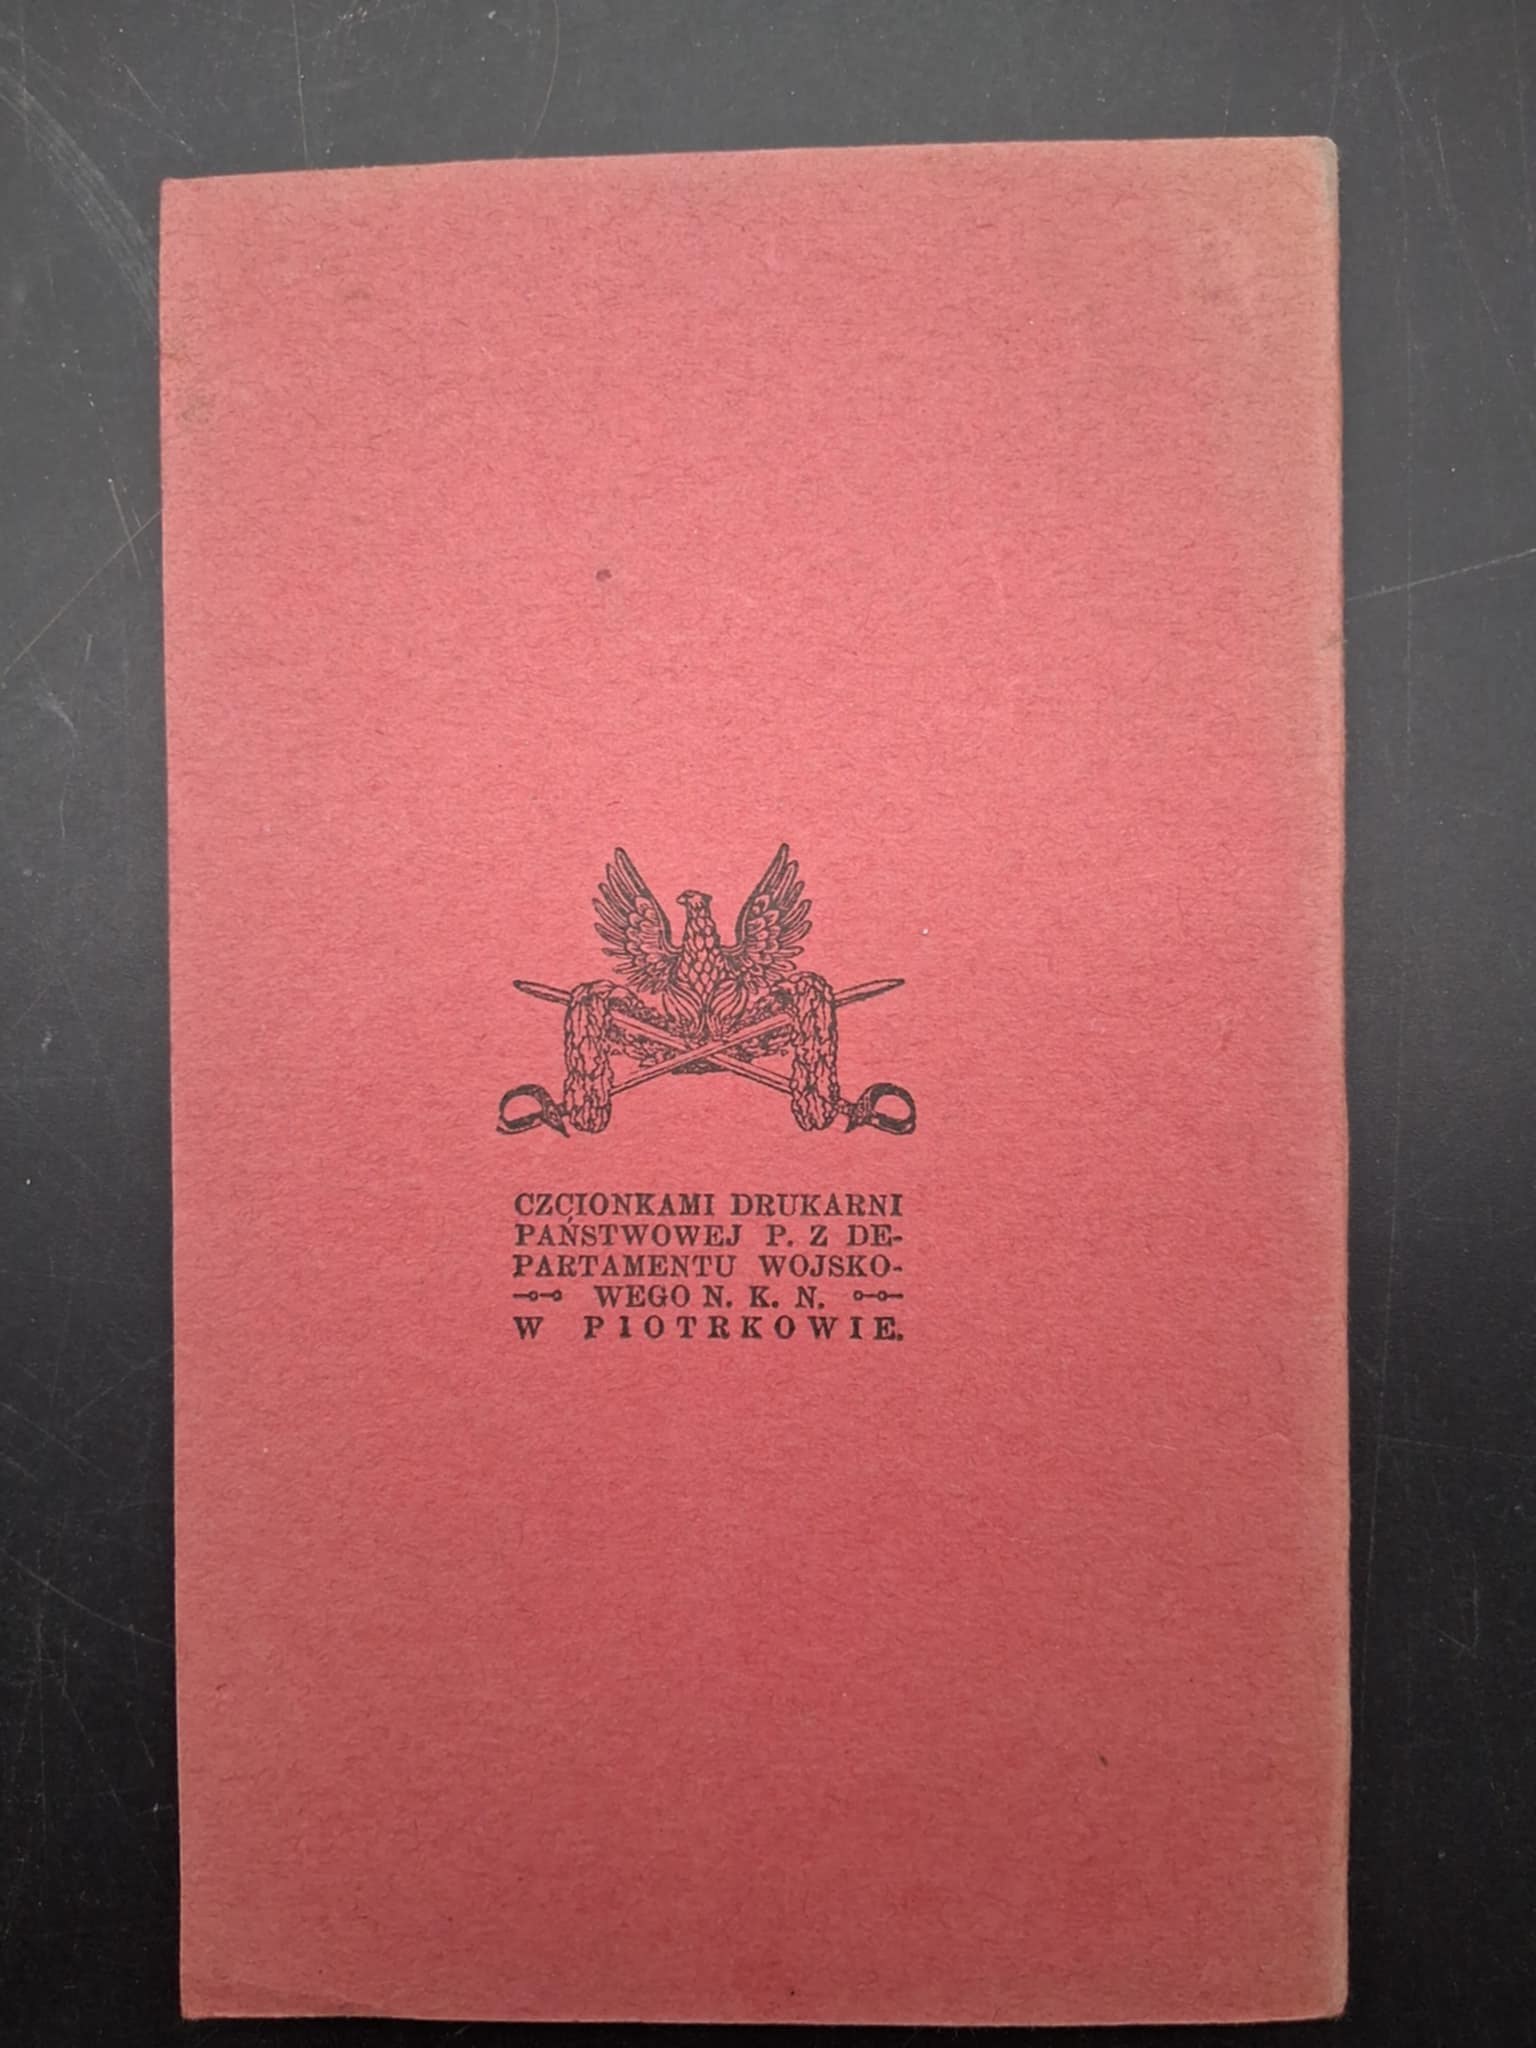 CZCIONKAMI DRUKARNI
PAŃSTWOWEJ P. Z DE-
PARTAMENTU WOJSKO-
WEGO N. K. N.
W PIOTRKOWIE.